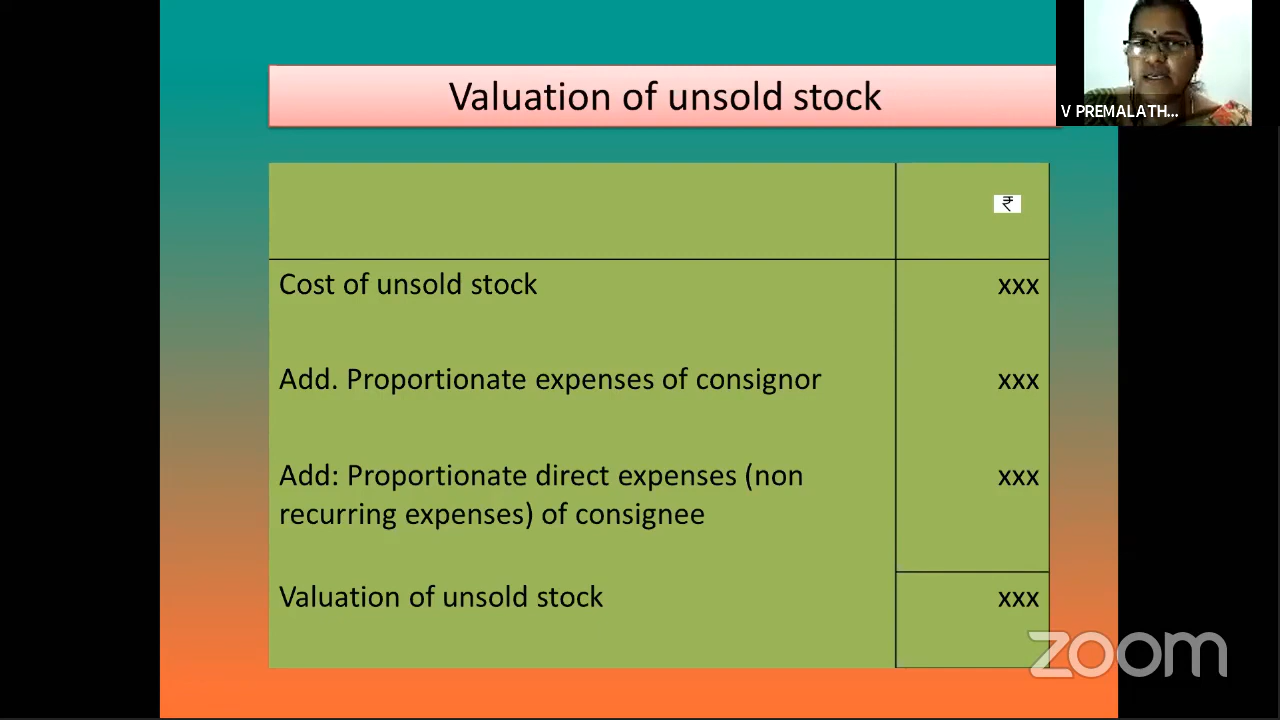 Valuation of unsold stock
V PREMALATH...
₹
Cost of unsold stock xxx
Add. Proportionate expenses of consignor xxx
Add: Proportionate direct expenses (non xxx
recurring expenses) of consignee
Valuation of unsold stock xxx
zoom